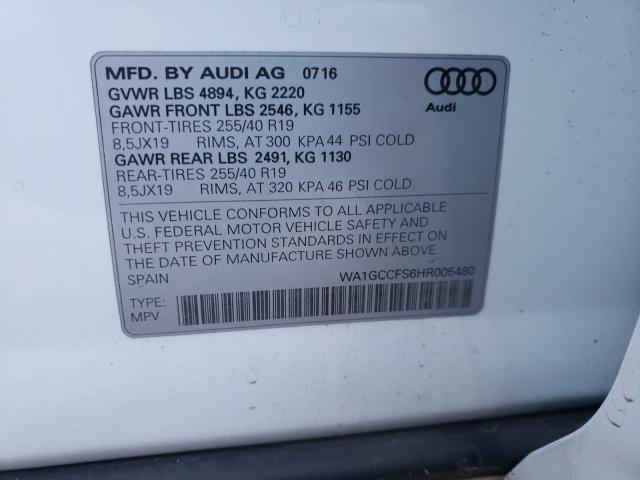 MFD. BY AUDI AG 0716
GVWR LBS 4894, KG 2220
GAWR FRONT LBS 2546, KG 1155
FRONT-TIRES 255/40 R19
8,5JX19 RIMS, AT 300 KPA 44 PSI COLD
GAWR REAR LBS 2491, KG 1130
REAR-TIRES 255/40 R19
8,5JX19 RIMS, AT 320 KPA 46 PSI COLD
Audi
THIS VEHICLE CONFORMS TO ALL APPLICABLE
U.S. FEDERAL MOTOR VEHICLE SAFETY AND
THEFT PREVENTION STANDARDS IN EFFECT ON
THE DATE OF MANUFACTURE SHOWN ABOVE.
SPAIN WA1GCCFS6HR005480
TYPE:
MPV